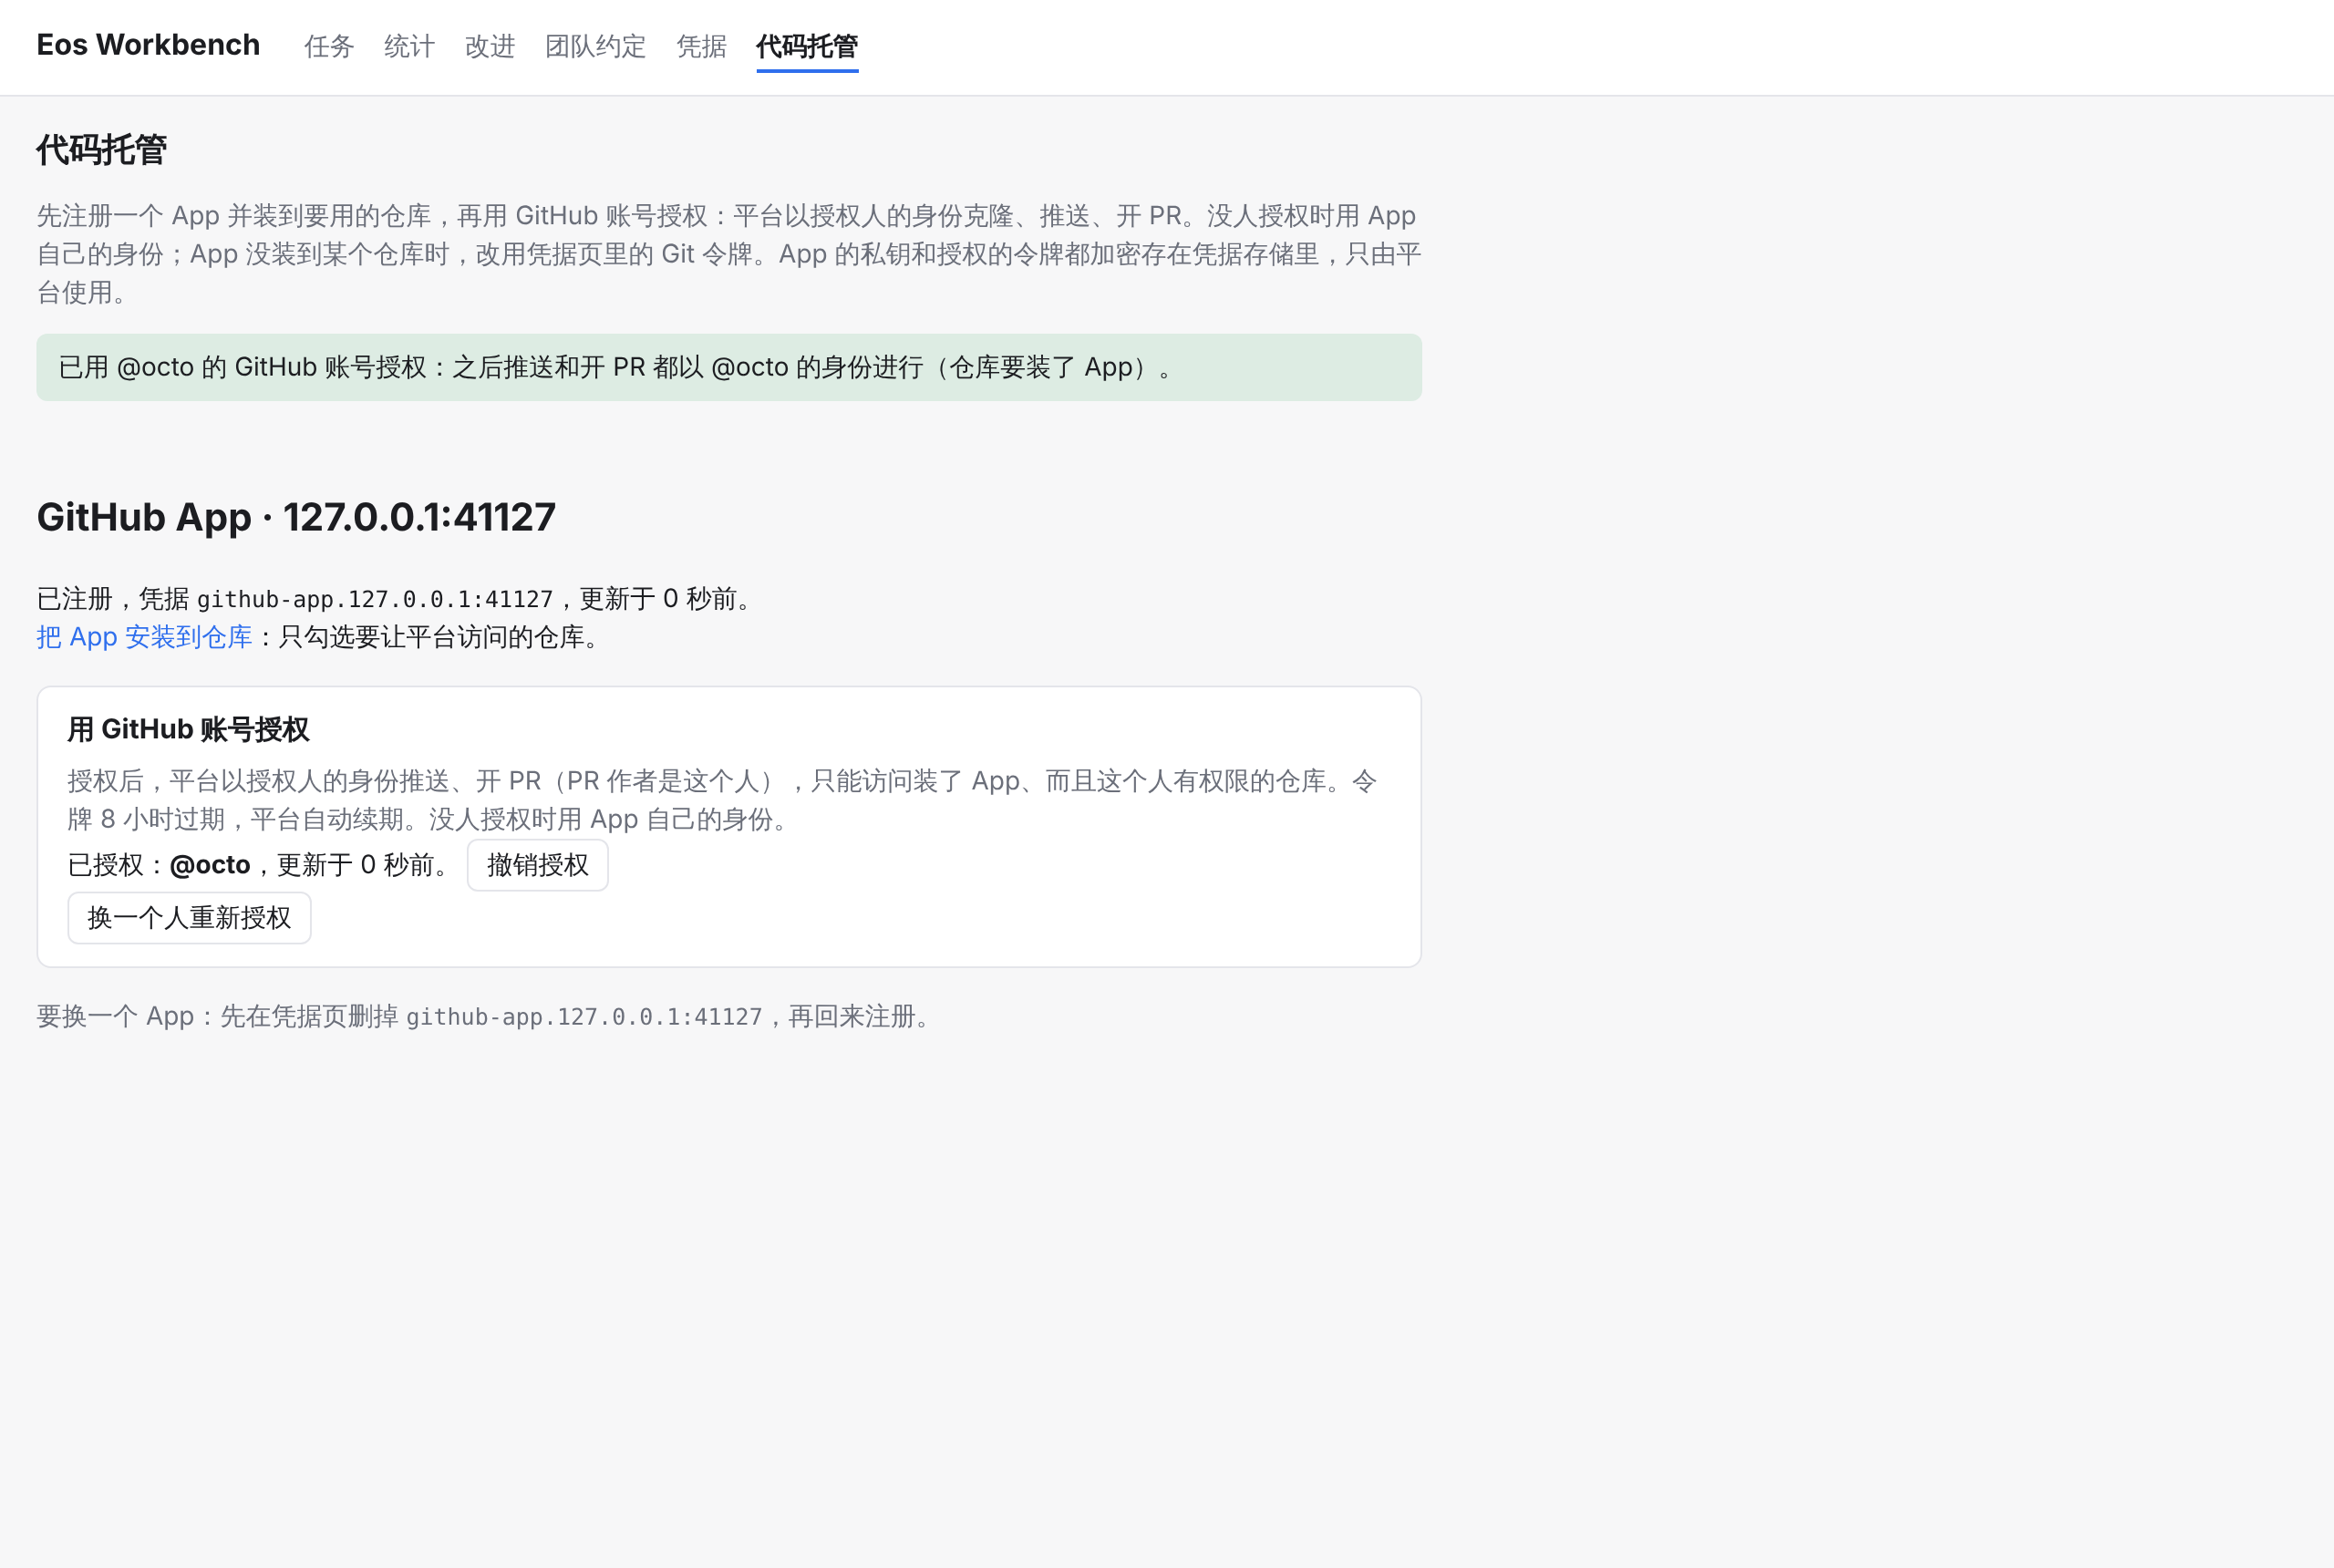 Eos Workbench 任务 统计 改进 团队约定 凭据 代码托管
代码托管
先注册一个 App 并装到要用的仓库，再用 GitHub 账号授权：平台以授权人的身份克隆、推送、开 PR。没人授权时用 App
自己的身份；App 没装到某个仓库时，改用凭据页里的 Git 令牌。App 的私钥和授权的令牌都加密存在凭据存储里，只由平
台使用。
已用 @octo 的 GitHub 账号授权：之后推送和开 PR 都以 @octo 的身份进行（仓库要装了 App）。
GitHub App · 127.0.0.1:41127
已注册，凭据 github-app.127.0.0.1:41127，更新于 0 秒前。
把 App 安装到仓库：只勾选要让平台访问的仓库。
用 GitHub 账号授权
授权后，平台以授权人的身份推送、开 PR（PR 作者是这个人），只能访问装了 App、而且这个人有权限的仓库。令
牌 8 小时过期，平台自动续期。没人授权时用 App 自己的身份。
已授权：@octo，更新于 0 秒前。 撤销授权
换一个人重新授权
要换一个 App：先在凭据页删掉 github-app.127.0.0.1:41127，再回来注册。